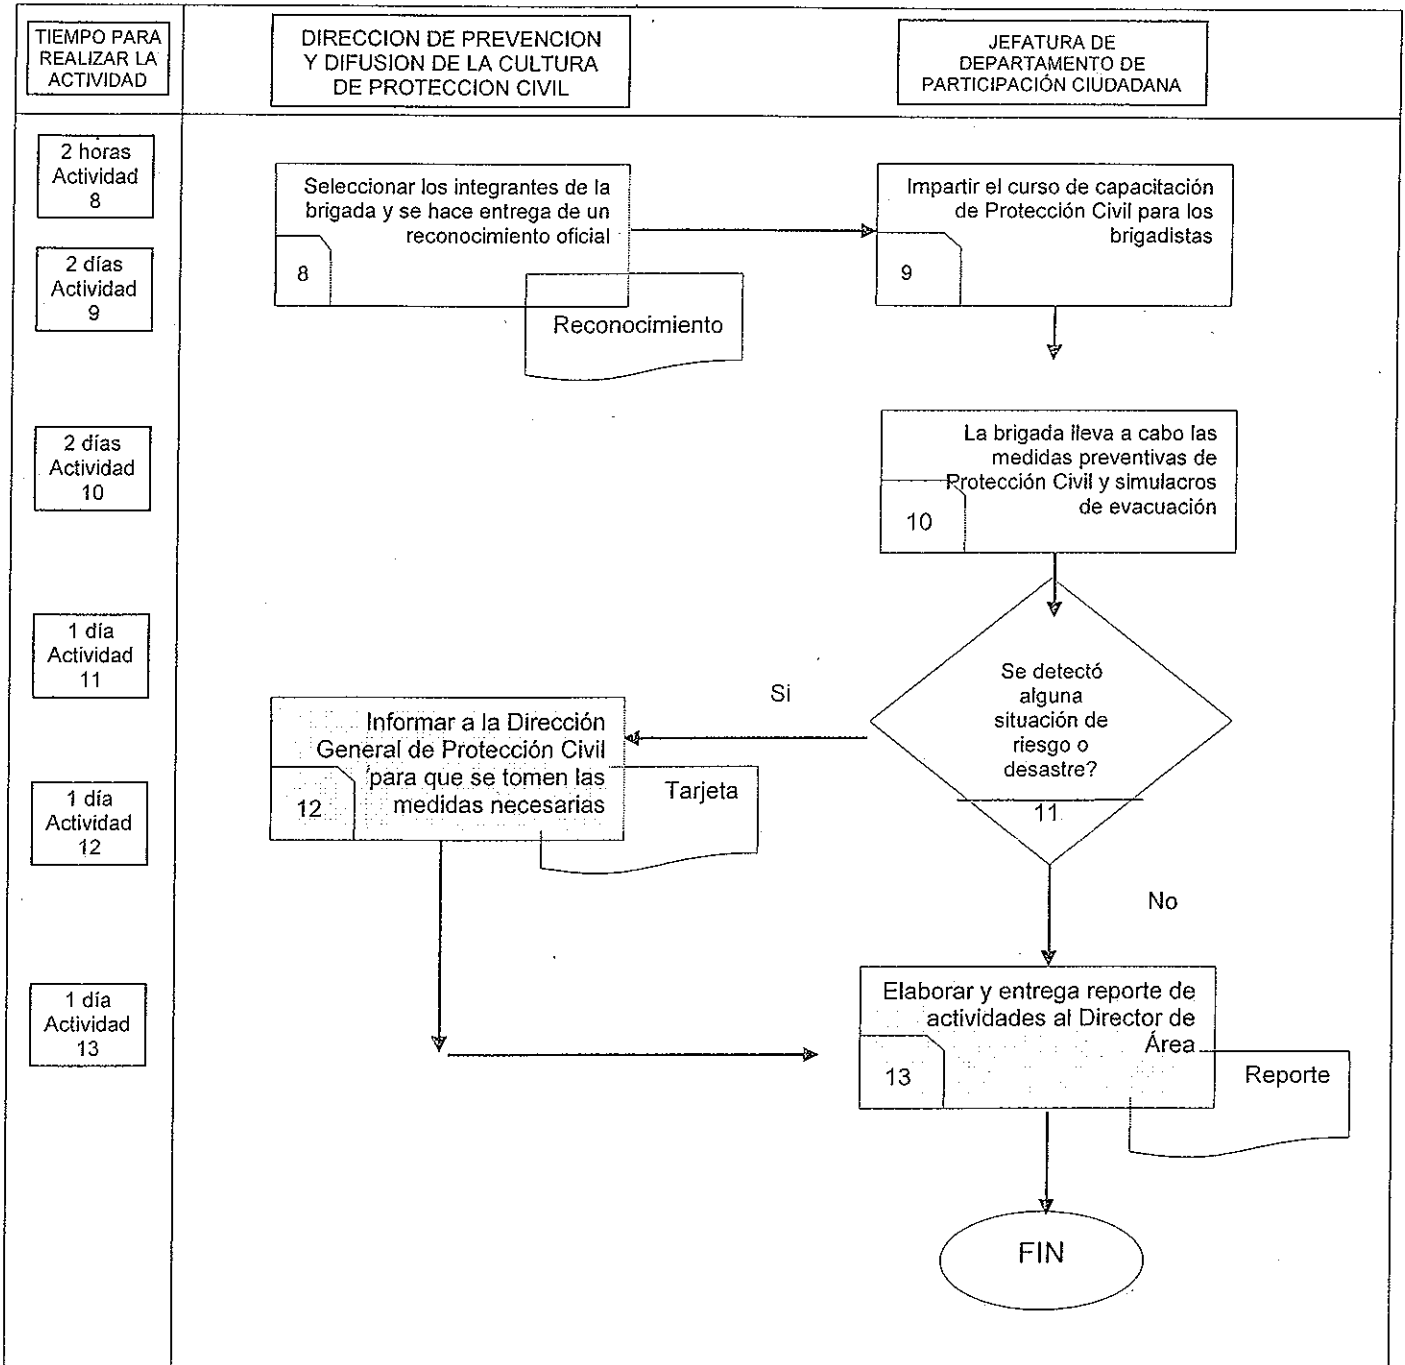 TIEMPO PARA
REALIZAR LA
ACTIVIDAD
DIRECCION DE PREVENCION
Y DIFUSION DE LA CULTURA
DE PROTECCION CIVIL
JEFATURA DE
DEPARTAMENTO DE
PARTICIPACIÓN CIUDADANA
2 horas
Actividad
8
Seleccionar los integrantes de la
brigada y se hace entrega de un
reconocimiento oficial
8
Reconocimiento
Impartir el curso de capacitación
de Protección Civil para los
brigadistas
9
2 días
Actividad
9
2 días
Actividad
10
La brigada lleva a cabo las
medidas preventivas de
Protección Civil y simulacros
de evacuación
10
1 día
Actividad
11
Se detectó
alguna
situación de
riesgo o
desastre?
11
Si
Informar a la Dirección
General de Protección Civil
para que se tomen las
medidas necesarias
12
Tarjeta
1 día
Actividad
12
No
1 día
Actividad
13
Elaborar y entrega reporte de
actividades al Director de
Área
13
Reporte
FIN